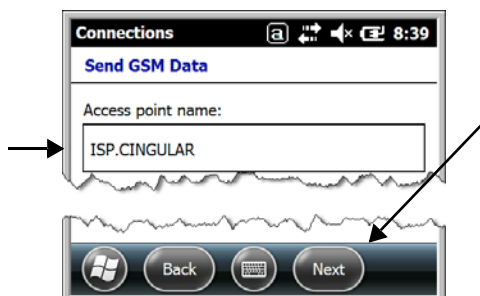 Connections a 8:39
Send GSM Data
Access point name:
ISP.CINGULAR
Back Next